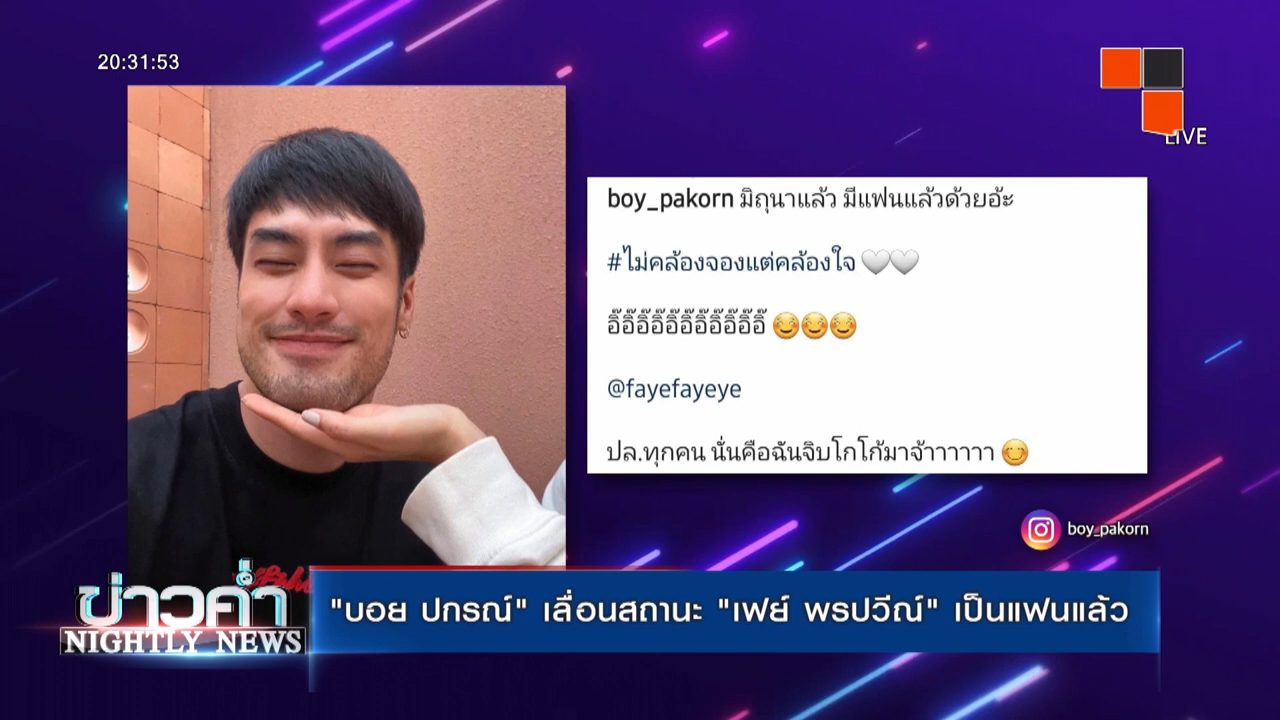 20:31:53
LIVE
boy_pakorn มิถุนาแล้ว มีแฟนแล้วด้วยอ้ะ
#ไม่คล้องจองแต่คล้องใจ 🤍🤍
อิ๊อิ๊อิ๊อิ๊อิ๊อิ๊อิ๊อิ๊อิ๊อิ๊อิ๊ 😊😊😊
@fayefayeye
ปล.ทุกคน นั่นคือฉันจิบโกโก้มาจ้าาาาาา 😊
boy_pakorn
ข่าวค่ำ
NIGHTLY NEWS
"บอย ปกรณ์" เลื่อนสถานะ "เฟย์ พรปวีณ์" เป็นแฟนแล้ว